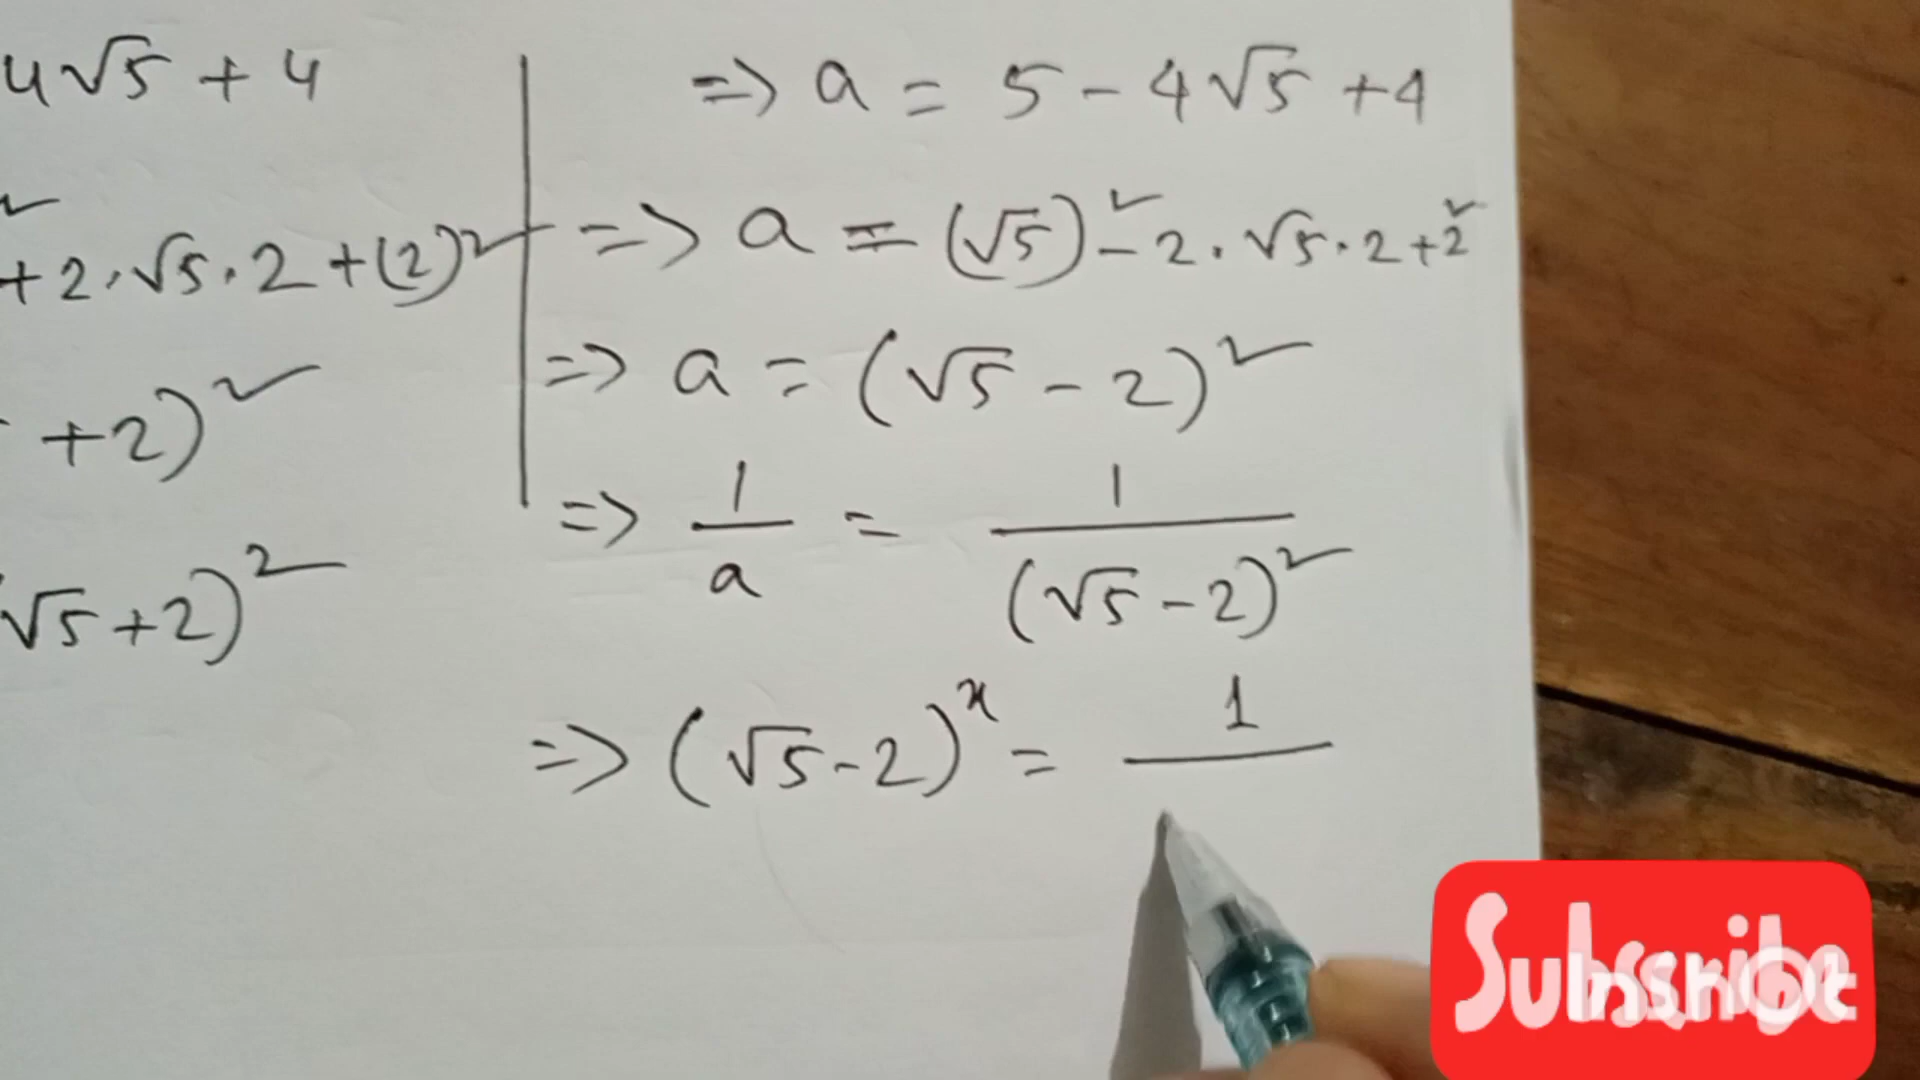 4√5 + 4
+ 2·√5·2 + (2)²
+2)²
√5+2)²
=> a = 5 - 4√5 + 4
=> a = (√5)² - 2·√5·2 + 2²
=> a = (√5 - 2)²
=> 1/a = 1/(√5 - 2)²
=> (√5 - 2)^x = 1/